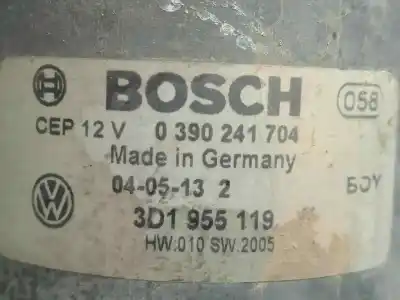 BOSCH 058
CEP 12 V 0 390 241 704
Made in Germany
04-05-13 2
3D1 955 119
HW:010 SW:2005